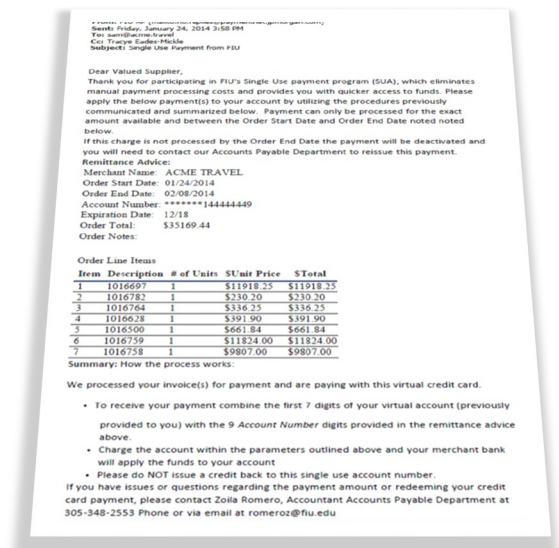 Sent: Friday, January 24, 2014 3:58 PM
To: sam@acme.travel
Cc: Tracye Eades-Mickle
Subject: Single Use Payment from FIU
Dear Valued Supplier,
Thank you for participating in FIU's Single Use payment program (SUA), which eliminates
manual payment processing costs and provides you with quicker access to funds. Please
apply the below payment(s) to your account by utilizing the procedures previously
communicated and summarized below. Payment can only be processed for the exact
amount available and between the Order Start Date and Order End Date noted noted
below.
If this charge is not processed by the Order End Date the payment will be deactivated and
you will need to contact our Accounts Payable Department to reissue this payment.
Remittance Advice:
Merchant Name: ACME TRAVEL
Order Start Date: 01/24/2014
Order End Date: 02/08/2014
Account Number: *******144444449
Expiration Date: 12/18
Order Total: $35169.44
Order Notes:
Order Line Items
Item Description # of Units $Unit Price $Total
1 1016697 1 $11918.25 $11918.25
2 1016782 1 $230.20 $230.20
3 1016764 1 $336.25 $336.25
4 1016628 1 $391.90 $391.90
5 1016500 1 $661.84 $661.84
6 1016759 1 $11824.00 $11824.00
7 1016758 1 $9807.00 $9807.00
Summary: How the process works:
We processed your invoice(s) for payment and are paying with this virtual credit card.
• To receive your payment combine the first 7 digits of your virtual account (previously
provided to you) with the 9 Account Number digits provided in the remittance advice
above.
• Charge the account within the parameters outlined above and your merchant bank
will apply the funds to your account
• Please do NOT issue a credit back to this single use account number.
If you have issues or questions regarding the payment amount or redeeming your credit
card payment, please contact Zoila Romero, Accountant Accounts Payable Department at
305-348-2553 Phone or via email at romeroz@fiu.edu